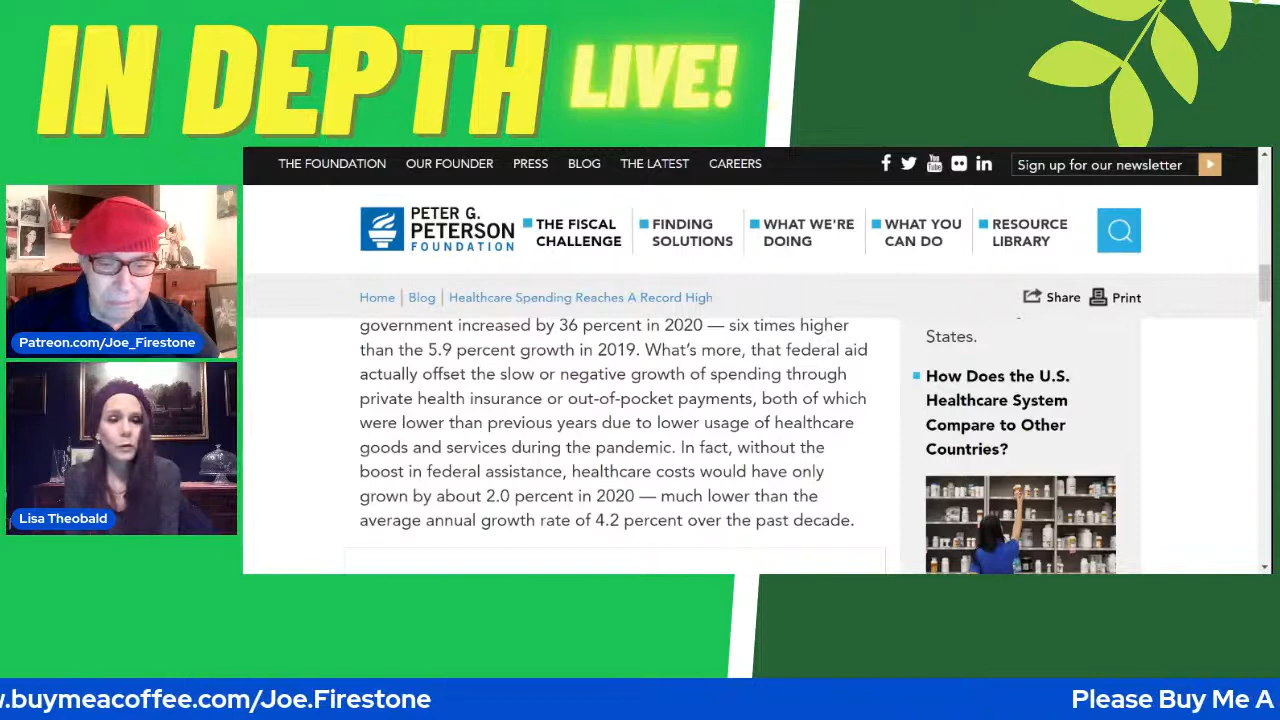 IN DEPTH LIVE!
THE FOUNDATION OUR FOUNDER PRESS BLOG THE LATEST CAREERS
Sign up for our newsletter
PETER G.
PETERSON
FOUNDATION
THE FISCAL
CHALLENGE
FINDING
SOLUTIONS
WHAT WE'RE
DOING
WHAT YOU
CAN DO
RESOURCE
LIBRARY
Home Blog Healthcare Spending Reaches A Record High
Share Print
government increased by 36 percent in 2020 — six times higher
than the 5.9 percent growth in 2019. What's more, that federal aid
actually offset the slow or negative growth of spending through
private health insurance or out-of-pocket payments, both of which
were lower than previous years due to lower usage of healthcare
goods and services during the pandemic. In fact, without the
boost in federal assistance, healthcare costs would have only
grown by about 2.0 percent in 2020 — much lower than the
average annual growth rate of 4.2 percent over the past decade.
States.
How Does the U.S.
Healthcare System
Compare to Other
Countries?
Patreon.com/Joe_Firestone
Lisa Theobald
.buymeacoffee.com/Joe.Firestone
Please Buy Me A